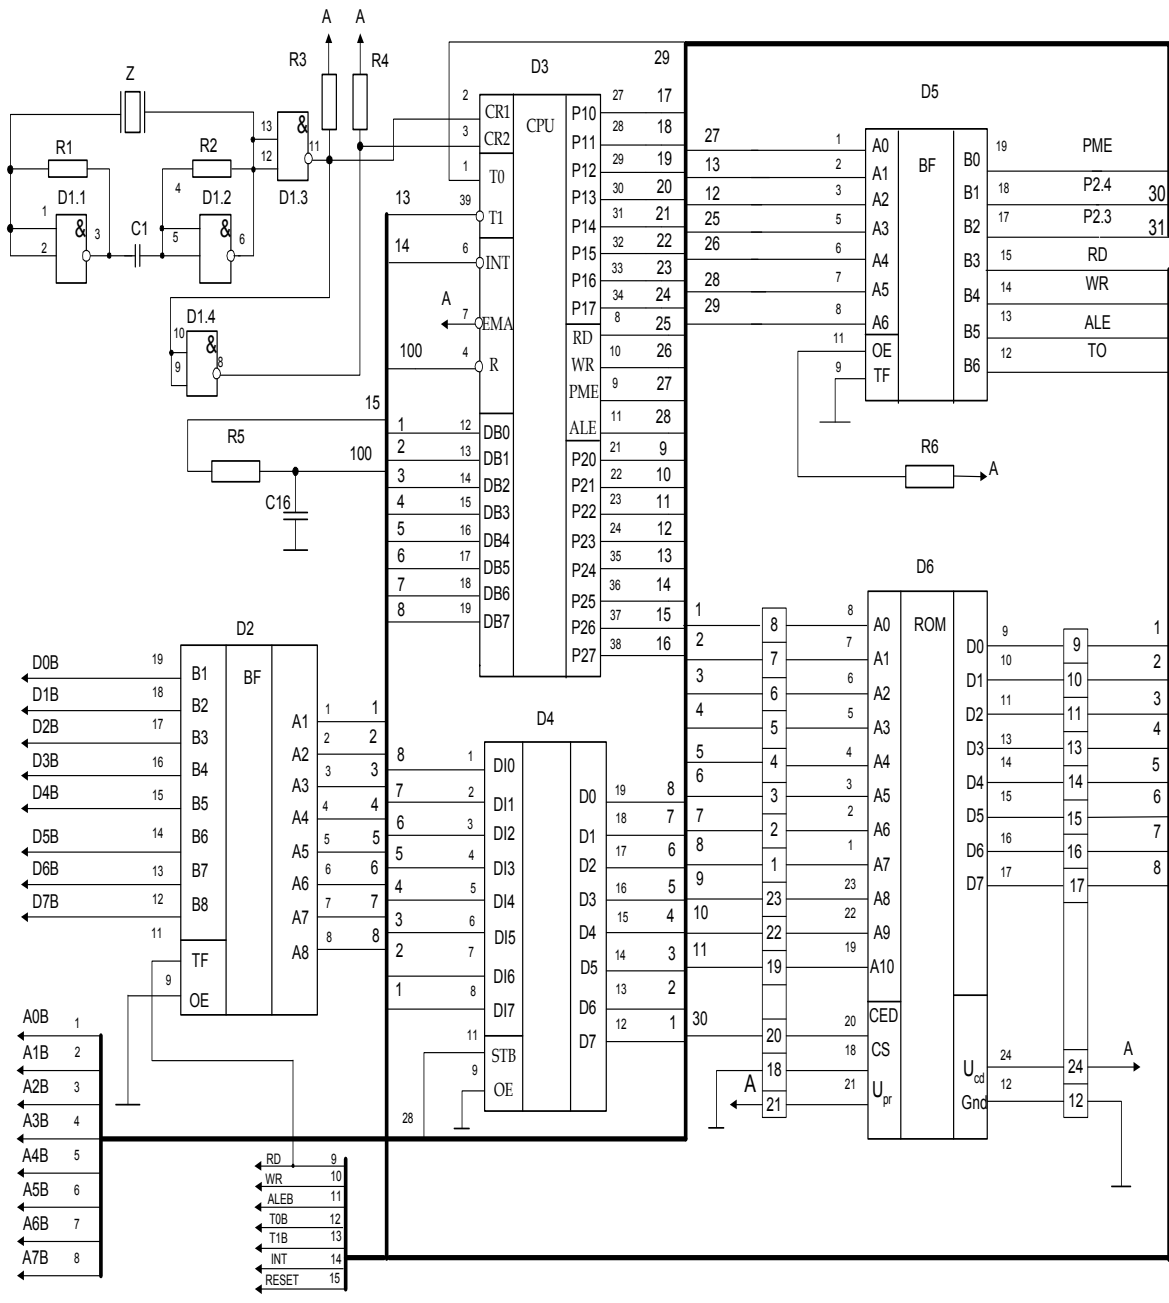 A A
R3 R4
Z
R1 R2
4
D1.1 D1.2
1 & 3 C1 5 & 6
2
13 & 11
12
D1.3
D1.4
10 & 8
9
15
R5 100
C16
D3
2 CR1 CPU P10 27 17
3 CR2 P11 28 18
1 T0 P12 29 19
P13 30 20
13 39 T1 P14 31 21
14 6 INT P15 32 22
P16 33 23
A 7 EMA P17 34 24
100 4 R RD 8 25
WR 10 26
PME 9 27
ALE 11 28
29
1 12 DB0 P20 21 9
2 13 DB1 P21 22 10
3 14 DB2 P22 23 11
4 15 DB3 P23 24 12
5 16 DB4 P24 35 13
6 17 DB5 P25 36 14
7 18 DB6 P26 37 15
8 19 DB7 P27 38 16
D5
27 1 A0 BF B0 19 PME
13 2 A1 B1 18 P2.4 30
12 3 A2 B2 17 P2.3 31
25 5 A3 B3 15 RD
26 6 A4 B4 14 WR
28 7 A5 B5 13 ALE
29 8 A6 B6 12 TO
11 OE
9 TF
R6 A
D2
D0B 19 B1 BF A1 1 1
D1B 18 B2 A2 2 2
D2B 17 B3 A3 3 3
D3B 16 B4 A4 4 4
D4B 15 B5 A5 5 5
D5B 14 B6 A6 6 6
D6B 13 B7 A7 7 7
D7B 12 B8 A8 8 8
11 TF
9 OE
D4
8 1 DI0 D0 19 8
7 2 DI1 D1 18 7
6 3 DI2 D2 17 6
5 4 DI3 D3 16 5
4 5 DI4 D4 15 4
3 6 DI5 D5 14 3
2 7 DI6 D6 13 2
1 8 DI7 D7 12 1
11 STB
9 OE
28
D6
1 8 8 A0 ROM D0 9 9 1
2 7 7 A1 D1 10 10 2
3 6 6 A2 D2 11 11 3
4 5 5 A3 D3 13 13 4
5 4 4 A4 D4 14 14 5
6 3 3 A5 D5 15 15 6
7 2 2 A6 D6 16 16 7
8 1 1 A7 D7 17 17 8
9 23 23 A8
10 22 22 A9
11 19 19 A10
30 20 20 CED
18 18 CS Ucd 24 24 A
A 21 21 Upr Gnd 12 12
A0B 1
A1B 2
A2B 3
A3B 4
A4B 5
A5B 6
A6B 7
A7B 8
RD 9
WR 10
ALEB 11
T0B 12
T1B 13
INT 14
RESET 15